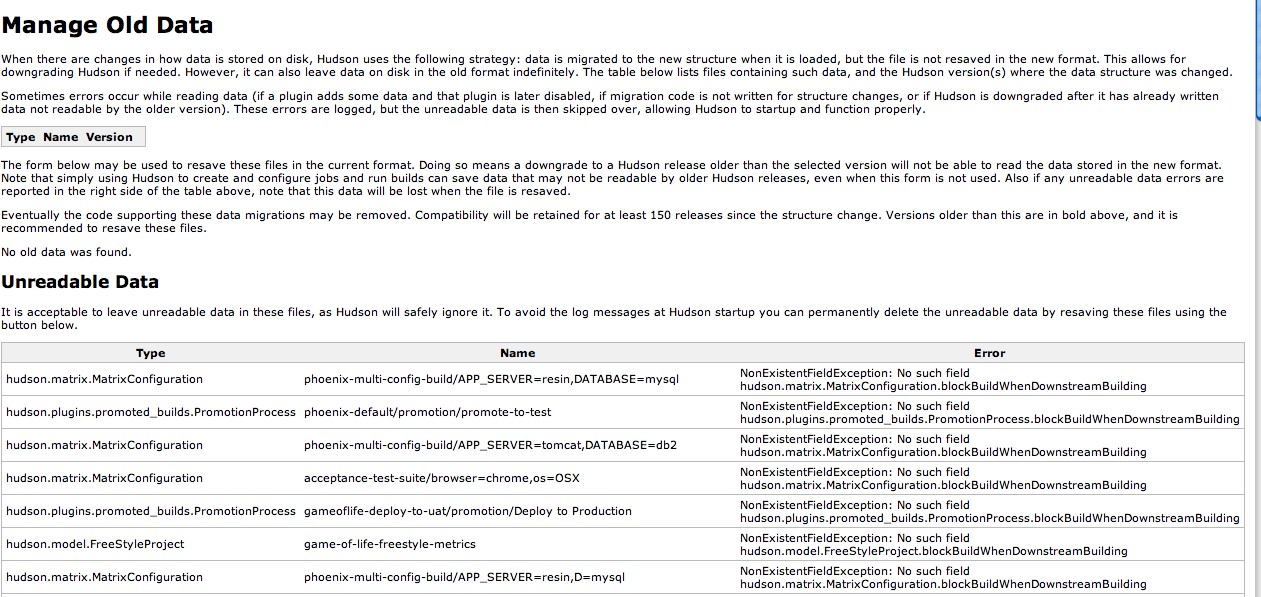 Manage Old Data
When there are changes in how data is stored on disk, Hudson uses the following strategy: data is migrated to the new structure when it is loaded, but the file is not resaved in the new format. This allows for
downgrading Hudson if needed. However, it can also leave data on disk in the old format indefinitely. The table below lists files containing such data, and the Hudson version(s) where the data structure was changed.
Sometimes errors occur while reading data (if a plugin adds some data and that plugin is later disabled, if migration code is not written for structure changes, or if Hudson is downgraded after it has already written
data not readable by the older version). These errors are logged, but the unreadable data is then skipped over, allowing Hudson to startup and function properly.
Type Name Version
The form below may be used to resave these files in the current format. Doing so means a downgrade to a Hudson release older than the selected version will not be able to read the data stored in the new format.
Note that simply using Hudson to create and configure jobs and run builds can save data that may not be readable by older Hudson releases, even when this form is not used. Also if any unreadable data errors are
reported in the right side of the table above, note that this data will be lost when the file is resaved.
Eventually the code supporting these data migrations may be removed. Compatibility will be retained for at least 150 releases since the structure change. Versions older than this are in bold above, and it is
recommended to resave these files.
No old data was found.
Unreadable Data
It is acceptable to leave unreadable data in these files, as Hudson will safely ignore it. To avoid the log messages at Hudson startup you can permanently delete the unreadable data by resaving these files using the
button below.
Type Name Error
hudson.matrix.MatrixConfiguration phoenix-multi-config-build/APP_SERVER=resin,DATABASE=mysql NonExistentFieldException: No such field
hudson.matrix.MatrixConfiguration.blockBuildWhenDownstreamBuilding
hudson.plugins.promoted_builds.PromotionProcess phoenix-default/promotion/promote-to-test NonExistentFieldException: No such field
hudson.plugins.promoted_builds.PromotionProcess.blockBuildWhenDownstreamBuilding
hudson.matrix.MatrixConfiguration phoenix-multi-config-build/APP_SERVER=tomcat,DATABASE=db2 NonExistentFieldException: No such field
hudson.matrix.MatrixConfiguration.blockBuildWhenDownstreamBuilding
hudson.matrix.MatrixConfiguration acceptance-test-suite/browser=chrome,os=OSX NonExistentFieldException: No such field
hudson.matrix.MatrixConfiguration.blockBuildWhenDownstreamBuilding
hudson.plugins.promoted_builds.PromotionProcess gameoflife-deploy-to-uat/promotion/Deploy to Production NonExistentFieldException: No such field
hudson.plugins.promoted_builds.PromotionProcess.blockBuildWhenDownstreamBuilding
hudson.model.FreeStyleProject game-of-life-freestyle-metrics NonExistentFieldException: No such field
hudson.model.FreeStyleProject.blockBuildWhenDownstreamBuilding
hudson.matrix.MatrixConfiguration phoenix-multi-config-build/APP_SERVER=resin,D=mysql NonExistentFieldException: No such field
hudson.matrix.MatrixConfiguration.blockBuildWhenDownstreamBuilding